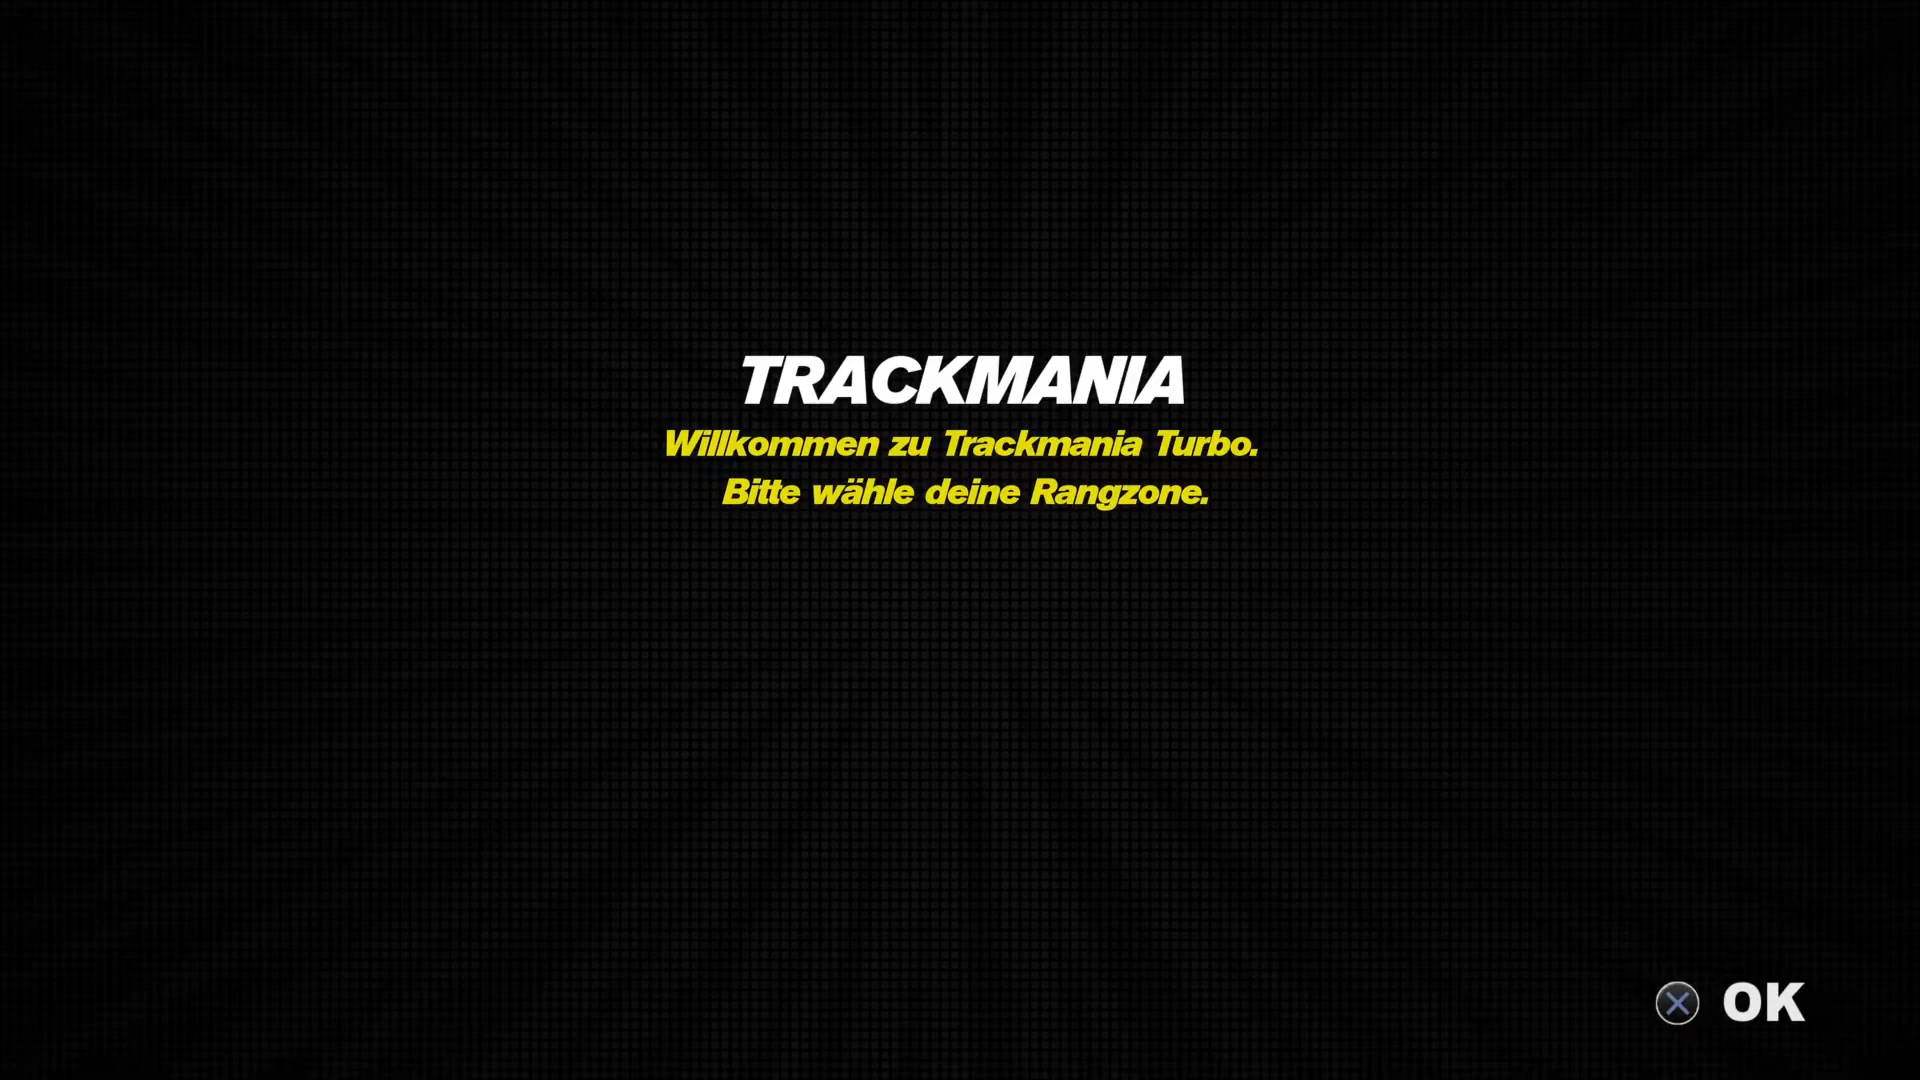 TRACKMANIA
Willkommen zu Trackmania Turbo.
Bitte wähle deine Rangzone.
OK